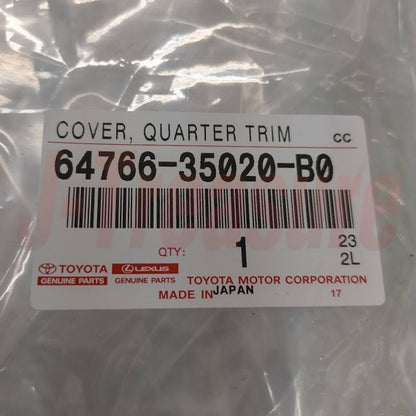 COVER, QUARTER TRIM CC
64766-35020-B0
QTY: 1 23
2L
TOYOTA LEXUS
GENUINE PARTS GENUINE PARTS TOYOTA MOTOR CORPORATION
MADE IN JAPAN 17
J-Treasure